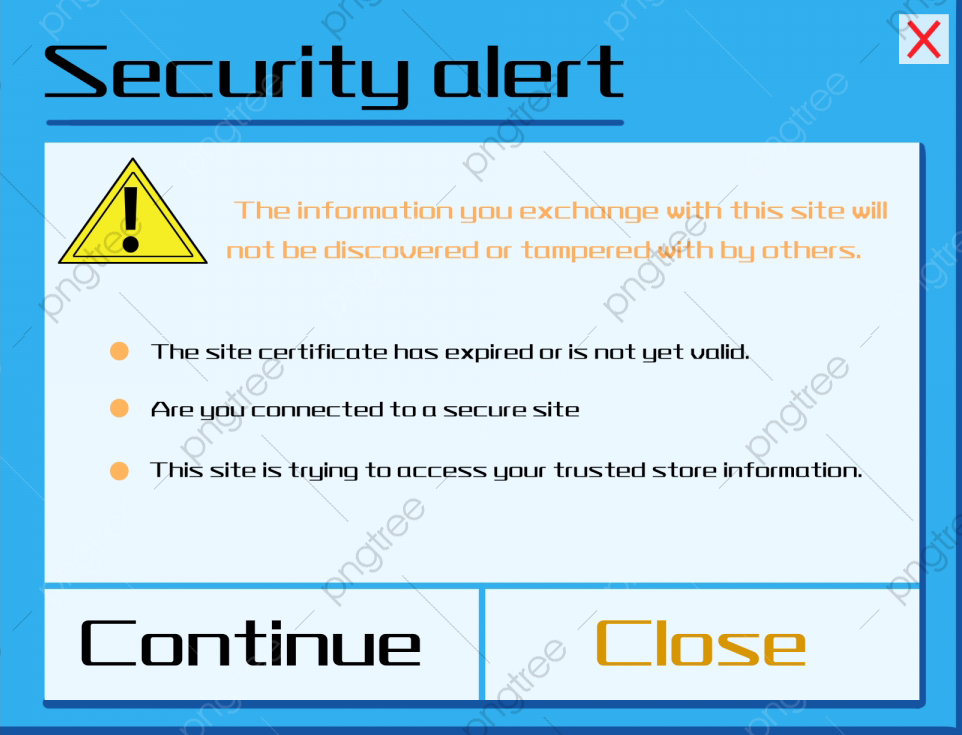 Security alert
The information you exchange with this site will
not be discovered or tampered with by others.
The site certificate has expired or is not yet valid.
Are you connected to a secure site
This site is trying to access your trusted store information.
Continue
Close
pngtree